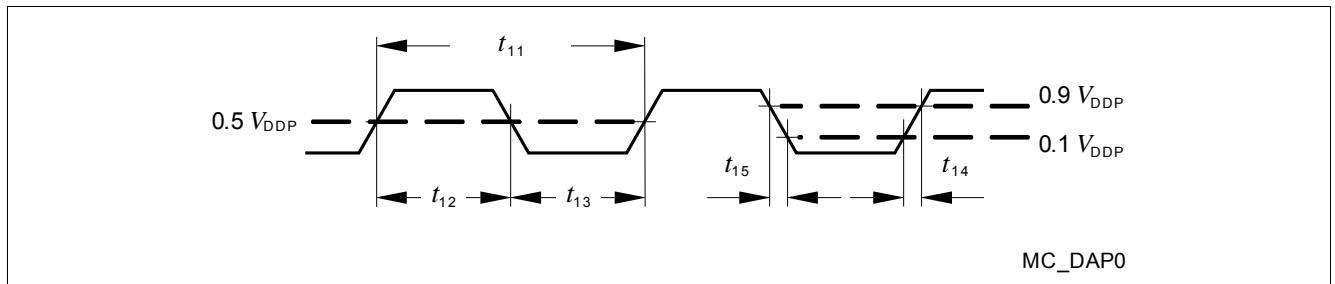 t11
0.9 VDDP
0.5 VDDP
0.1 VDDP
t15
t14
t12
t13
MC_DAP0